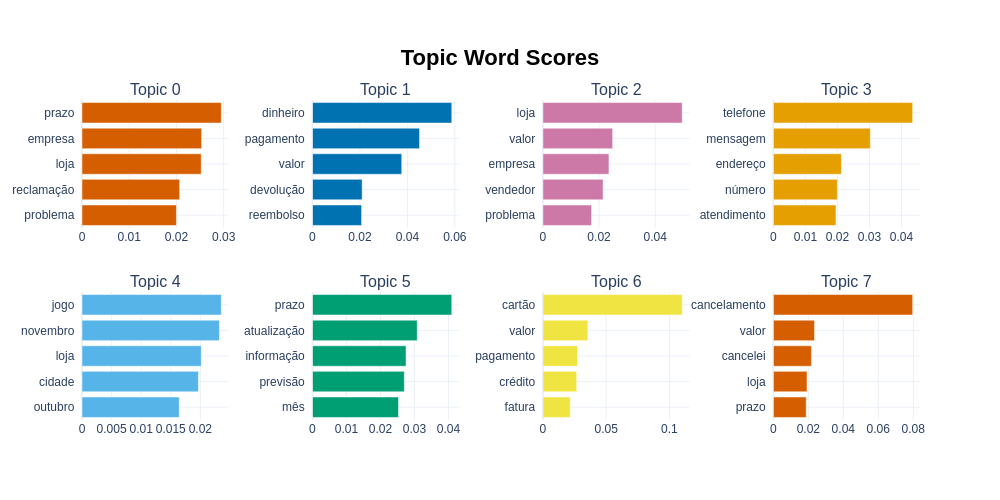 Topic Word Scores
Topic 0
prazo
empresa
loja
reclamação
problema
0 0.01 0.02 0.03
Topic 1
dinheiro
pagamento
valor
devolução
reembolso
0 0.02 0.04 0.06
Topic 2
loja
valor
empresa
vendedor
problema
0 0.02 0.04
Topic 3
telefone
mensagem
endereço
número
atendimento
0 0.01 0.02 0.03 0.04
Topic 4
jogo
novembro
loja
cidade
outubro
0 0.005 0.01 0.015 0.02
Topic 5
prazo
atualização
informação
previsão
mês
0 0.01 0.02 0.03 0.04
Topic 6
cartão
valor
pagamento
crédito
fatura
0 0.05 0.1
Topic 7
cancelamento
valor
cancelei
loja
prazo
0 0.02 0.04 0.06 0.08